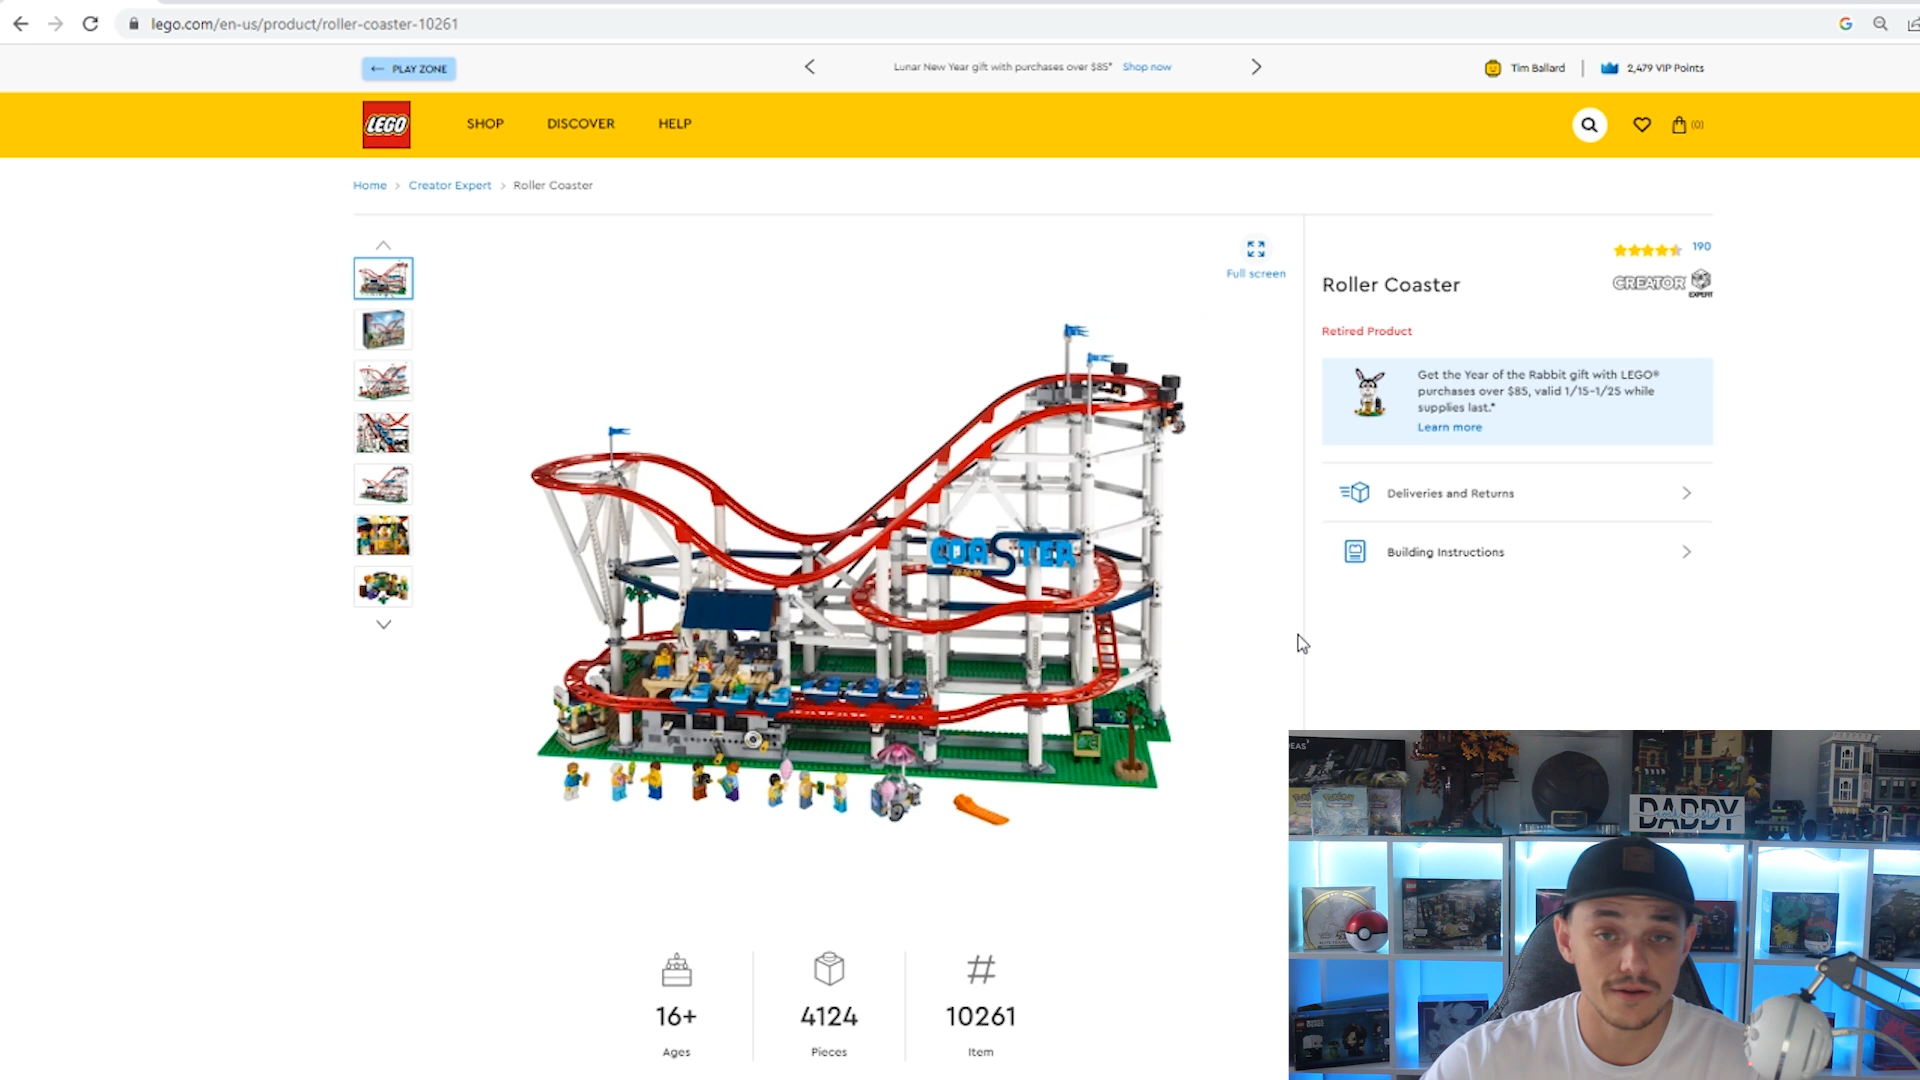 lego.com/en-us/product/roller-coaster-10261
← PLAY ZONE
Lunar New Year gift with purchases over $85* Shop now
Tim Ballard
2,479 VIP Points
LEGO
SHOP
DISCOVER
HELP
(0)
Home > Creator Expert > Roller Coaster
Full screen
190
Roller Coaster
CREATOR
EXPERT
Retired Product
Get the Year of the Rabbit gift with LEGO®
purchases over $85, valid 1/15-1/25 while
supplies last.*
Learn more
Deliveries and Returns
Building Instructions
COASTER
16+
Ages
4124
Pieces
#
10261
Item
DADDY